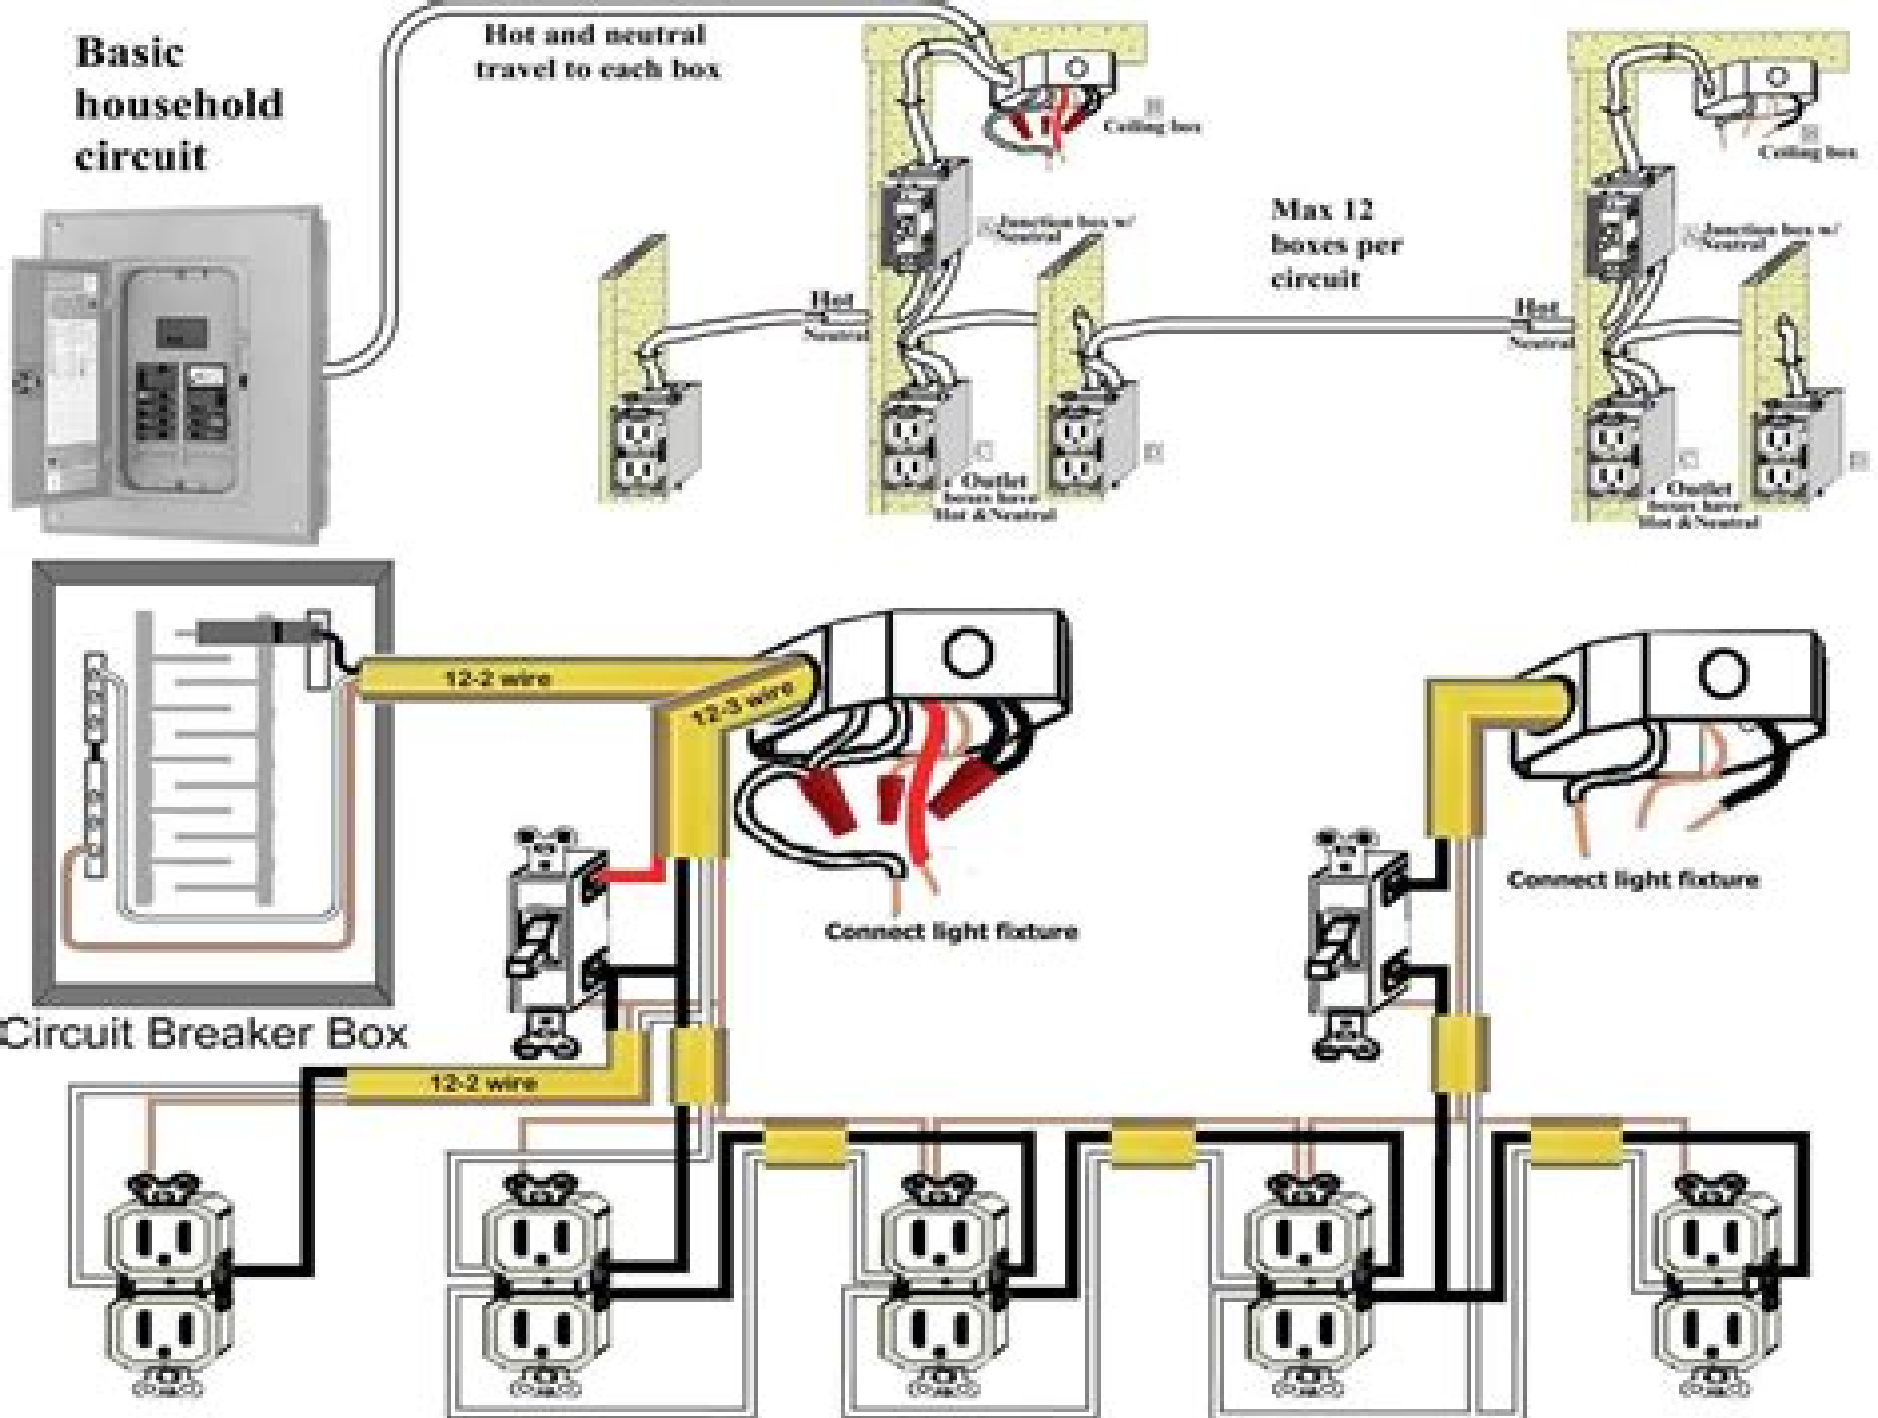 Basic
household
circuit
Hot and neutral
travel to each box
Ceiling box
Junction box w/
Neutral
Hot
Neutral
Max 12
boxes per
circuit
C
D
Outlet
boxes have
Hot & Neutral
Ceiling box
Junction box w/
Neutral
Hot
Neutral
C
Outlet
boxes have
Hot & Neutral
12-2 wire
12-3 wire
Connect light fixture
Connect light fixture
Circuit Breaker Box
12-2 wire